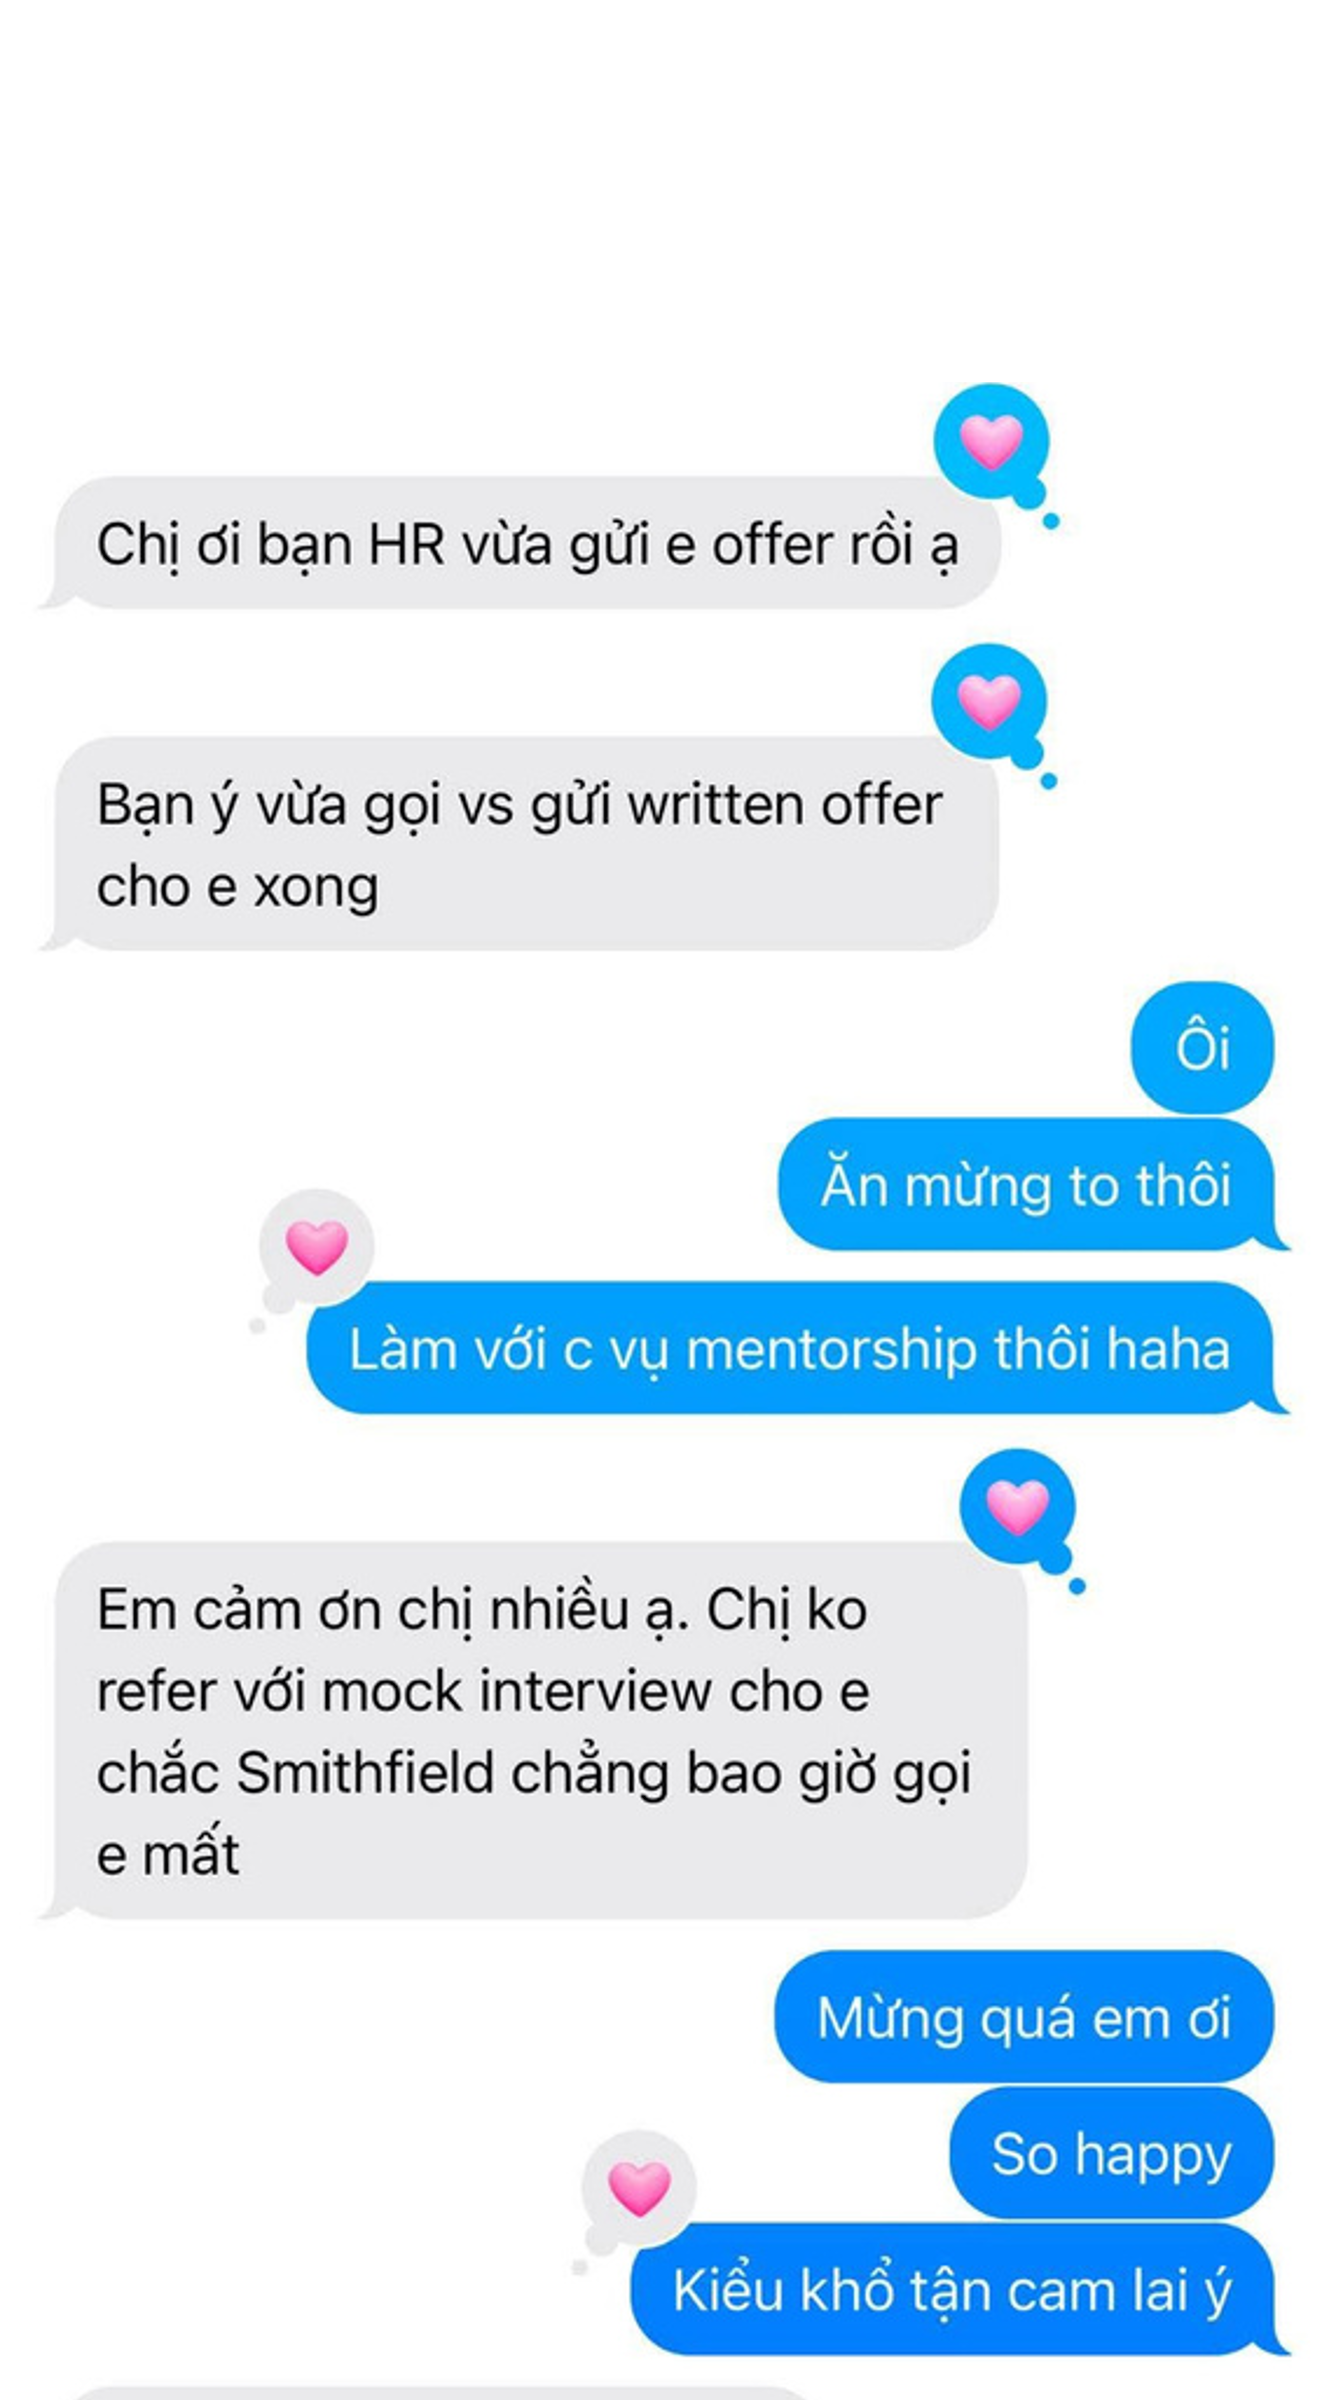 Chị ơi bạn HR vừa gửi e offer rồi ạ
Bạn ý vừa gọi vs gửi written offer
cho e xong
Ôi
Ăn mừng to thôi
Làm với c vụ mentorship thôi haha
Em cảm ơn chị nhiều ạ. Chị ko
refer với mock interview cho e
chắc Smithfield chẳng bao giờ gọi
e mất
Mừng quá em ơi
So happy
Kiểu khổ tận cam lai ý